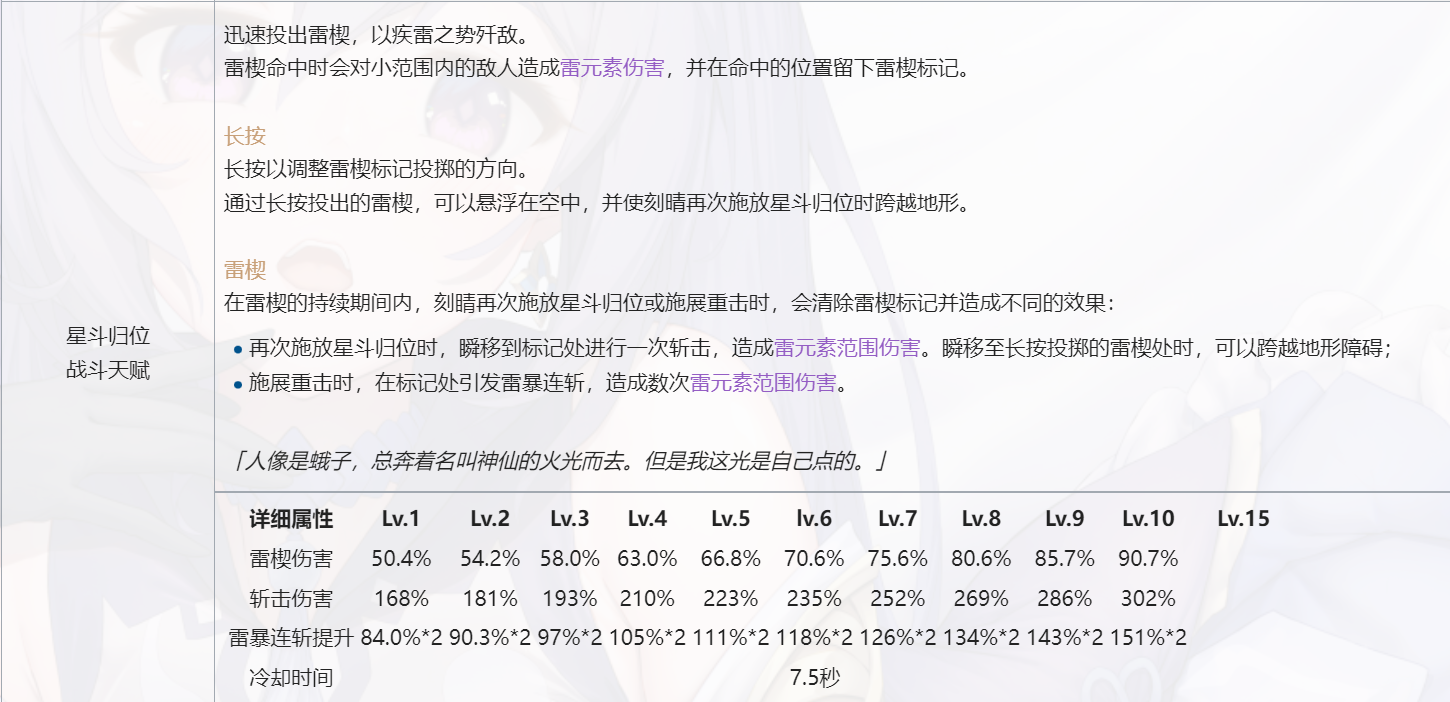 迅速投出雷楔，以疾雷之势歼敌。
雷楔命中时会对小范围内的敌人造成雷元素伤害，并在命中的位置留下雷楔标记。
长按
长按以调整雷楔标记投掷的方向。
通过长按投出的雷楔，可以悬浮在空中，并使刻晴再次施放星斗归位时跨越地形。
雷楔
在雷楔的持续期间内，刻晴再次施放星斗归位或施展重击时，会清除雷楔标记并造成不同的效果：
星斗归位
战斗天赋
• 再次施放星斗归位时，瞬移到标记处进行一次斩击，造成雷元素范围伤害。瞬移至长按投掷的雷楔处时，可以跨越地形障碍；
• 施展重击时，在标记处引发雷暴连斩，造成数次雷元素范围伤害。
「人像是蛾子，总奔着名叫神仙的火光而去。但是我这光是自己点的。」
详细属性 Lv.1 Lv.2 Lv.3 Lv.4 Lv.5 lv.6 Lv.7 Lv.8 Lv.9 Lv.10 Lv.15
雷楔伤害 50.4% 54.2% 58.0% 63.0% 66.8% 70.6% 75.6% 80.6% 85.7% 90.7%
斩击伤害 168% 181% 193% 210% 223% 235% 252% 269% 286% 302%
雷暴连斩提升 84.0%*2 90.3%*2 97%*2 105%*2 111%*2 118%*2 126%*2 134%*2 143%*2 151%*2
冷却时间 7.5秒